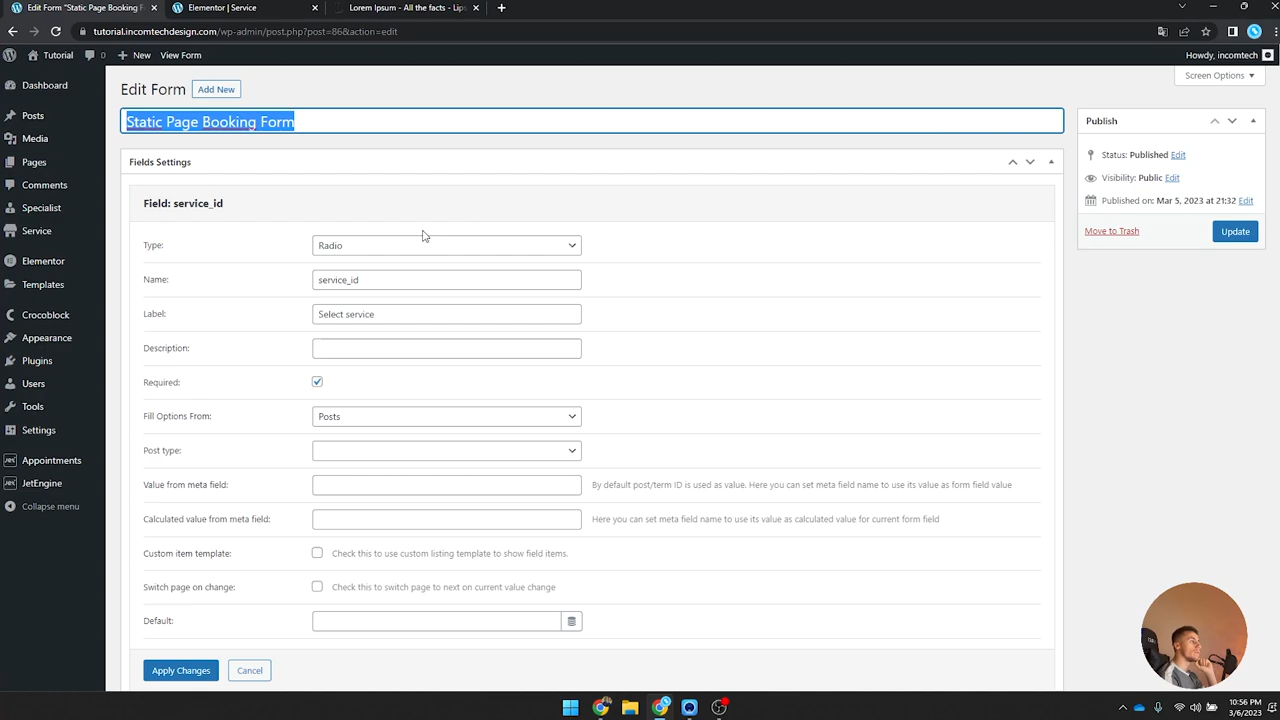 Edit Form "Static Page Booking F
Elementor | Service
Lorem Ipsum - All the facts - Lips
tutorial.incomtechdesign.com/wp-admin/post.php?post=86&action=edit
Tutorial
0
New
View Form
Howdy, incomtech
Screen Options
Dashboard
Posts
Media
Pages
Comments
Specialist
Service
Elementor
Templates
Crocoblock
Appearance
Plugins
Users
Tools
Settings
Appointments
JetEngine
Collapse menu
Edit Form
Add New
Static Page Booking Form
Fields Settings
Field: service_id
Type:
Radio
Name:
service_id
Label:
Select service
Description:
Required:
Fill Options From:
Posts
Post type:
Value from meta field:
By default post/term ID is used as value. Here you can set meta field name to use its value as form field value
Calculated value from meta field:
Here you can set meta field name to use its value as calculated value for current form field
Custom item template:
Check this to use custom listing template to show field items.
Switch page on change:
Check this to switch page to next on current value change
Default:
Apply Changes
Cancel
Publish
Status: Published Edit
Visibility: Public Edit
Published on: Mar 5, 2023 at 21:32 Edit
Move to Trash
Update
10:56 PM
3/6/2023